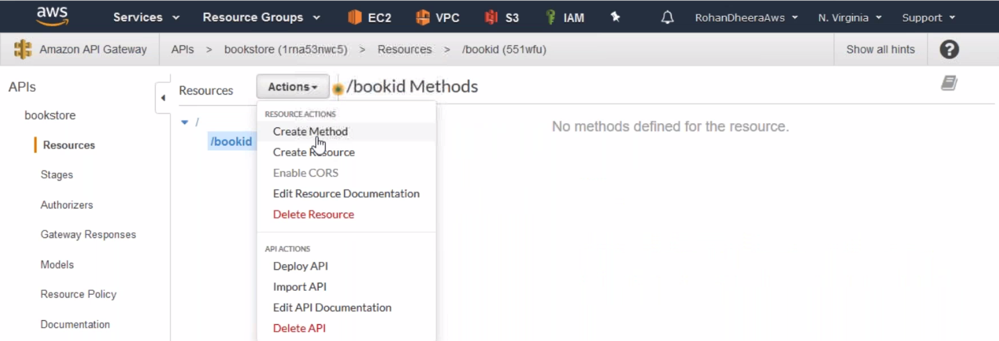 aws Services Resource Groups EC2 VPC S3 IAM RohanDheeraAws N. Virginia Support
Amazon API Gateway APIs > bookstore (1rna53nwc5) > Resources > /bookid (551wfu) Show all hints ?
APIs
bookstore
Resources
Stages
Authorizers
Gateway Responses
Models
Resource Policy
Documentation
Resources Actions /bookid Methods
/
/bookid
RESOURCE ACTIONS
Create Method
Create Resource
Enable CORS
Edit Resource Documentation
Delete Resource
API ACTIONS
Deploy API
Import API
Edit API Documentation
Delete API
No methods defined for the resource.